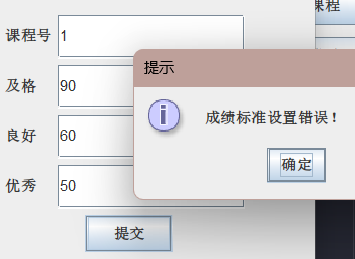 课程号 1
课程
提示
及格 90
成绩标准设置错误！
良好 60
确定
优秀 50
提交